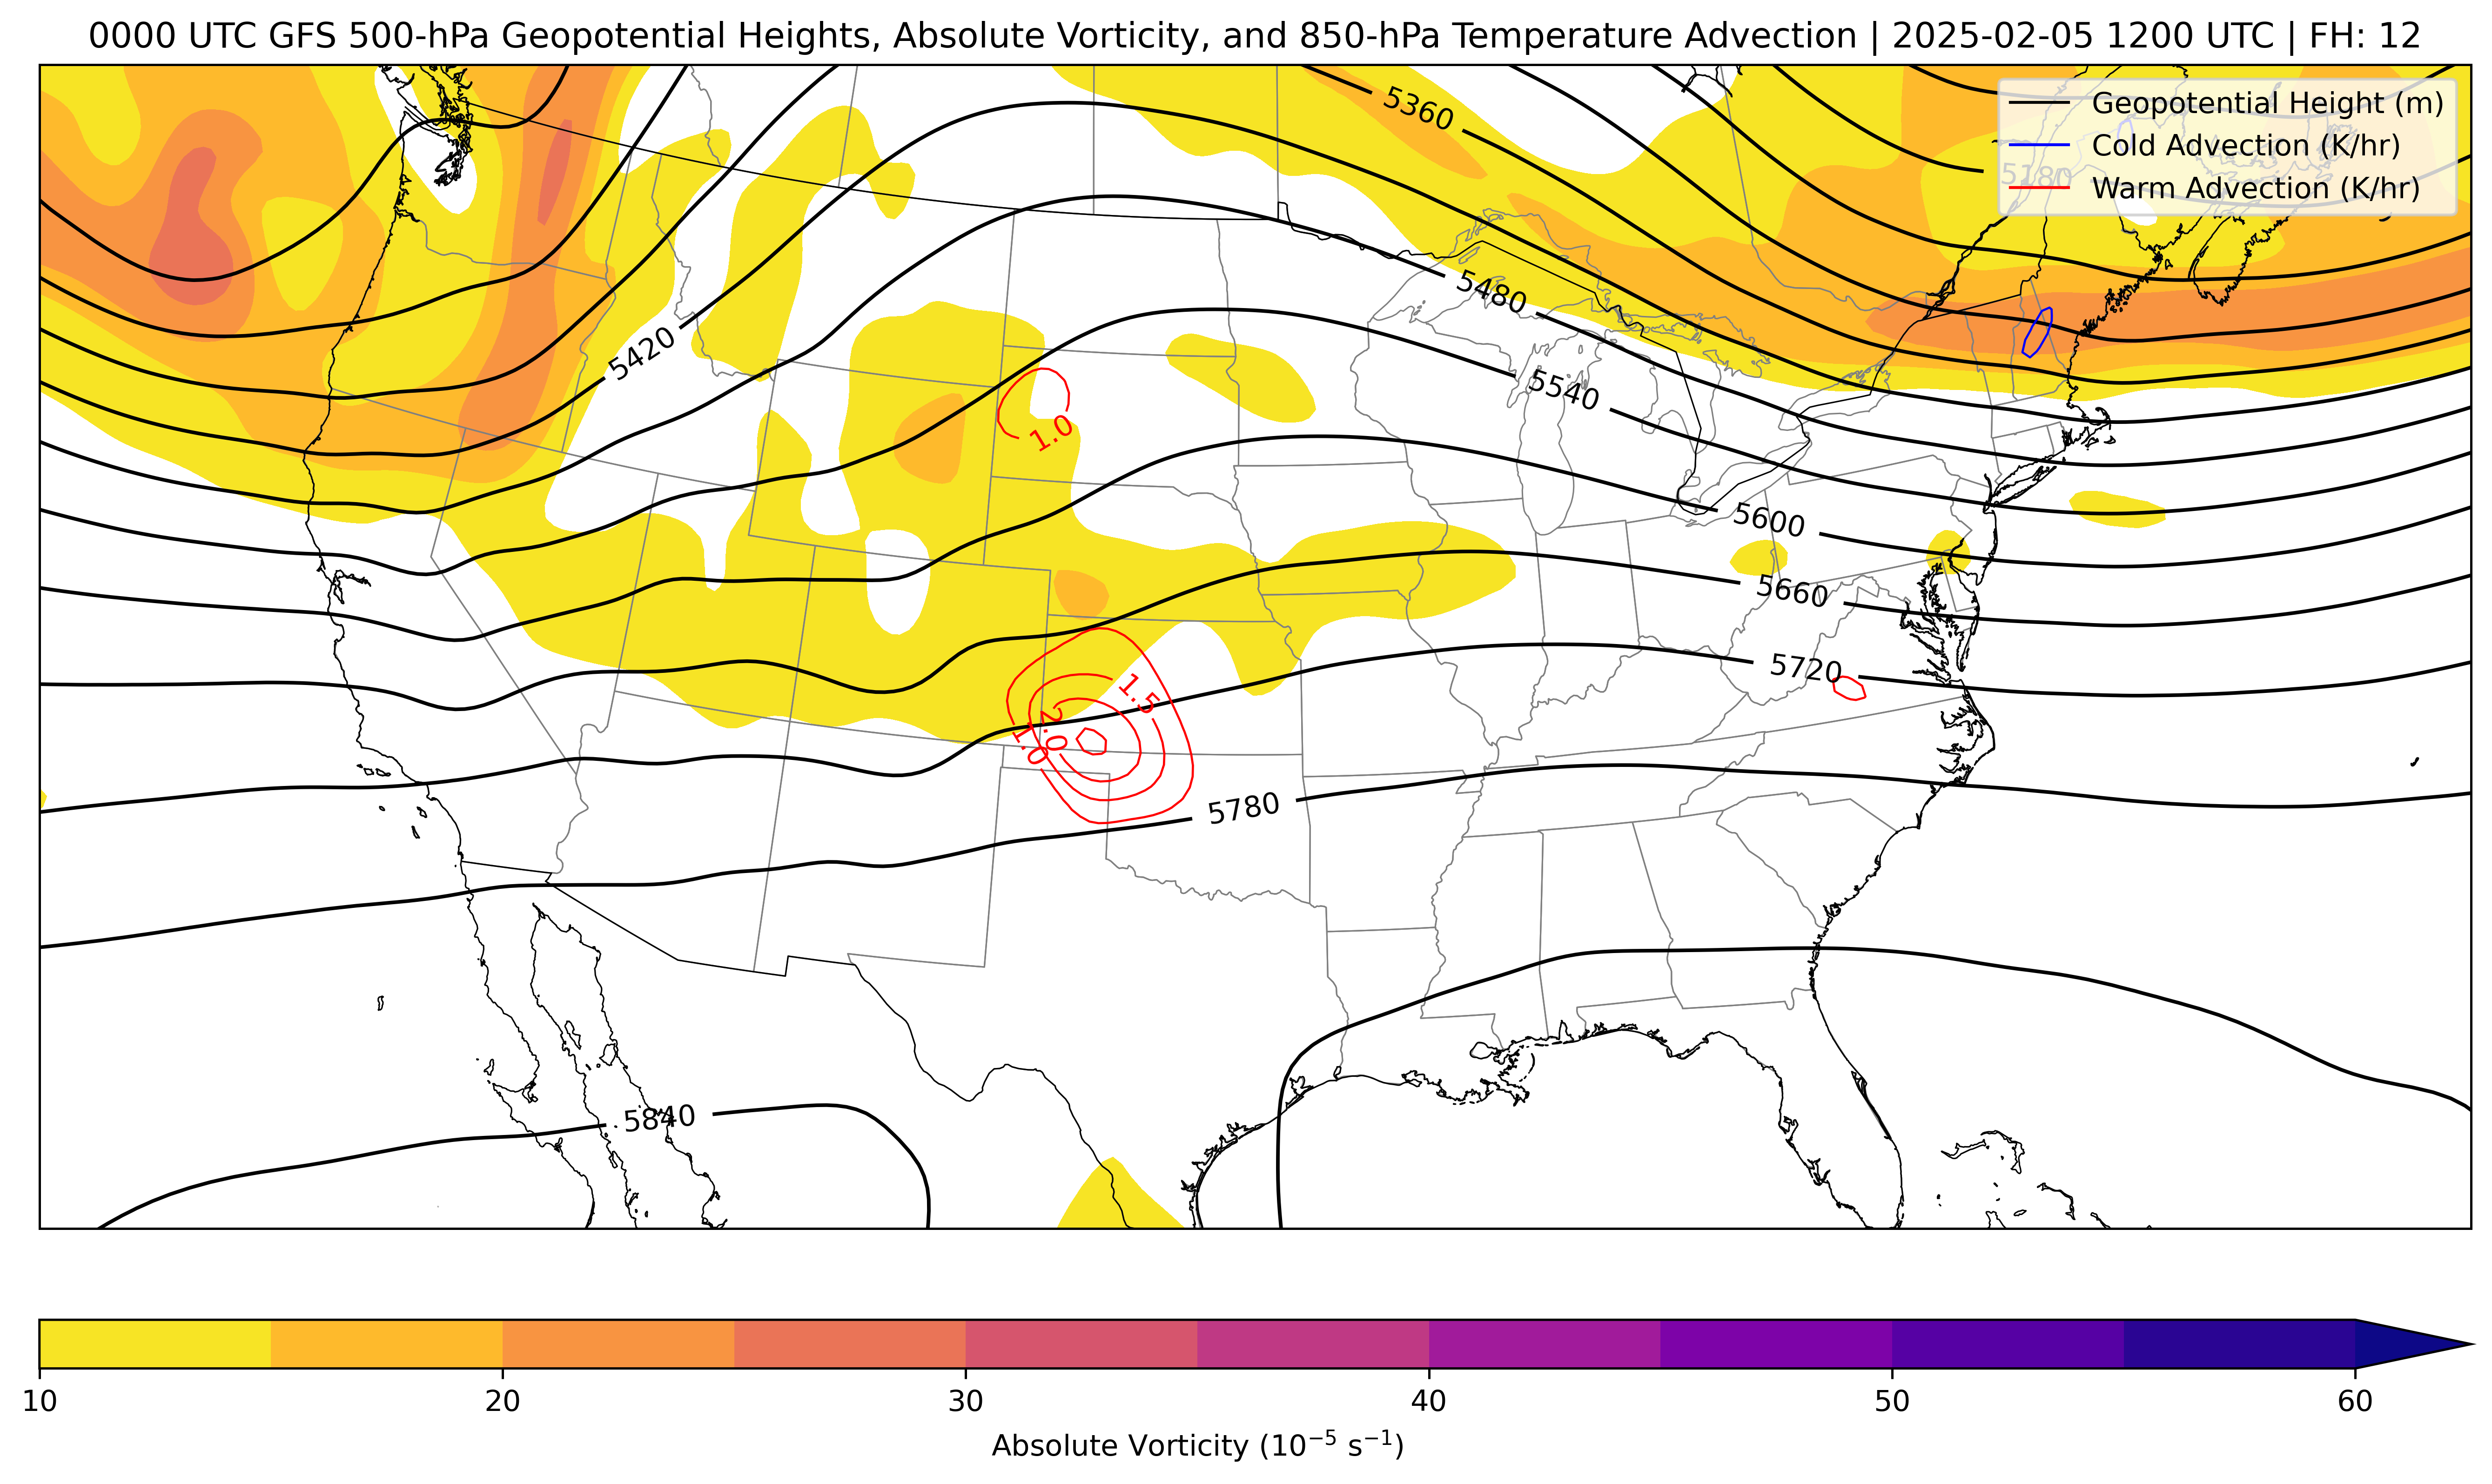 0000 UTC GFS 500-hPa Geopotential Heights, Absolute Vorticity, and 850-hPa Temperature Advection | 2025-02-05 1200 UTC | FH: 12
Geopotential Height (m)
Cold Advection (K/hr)
Warm Advection (K/hr)
5360
5180
5480
5420
5540
1.0
5600
5660
5720
1.5
2.0
1.0
5780
5840
10 20 30 40 50 60
Absolute Vorticity (10⁻⁵ s⁻¹)